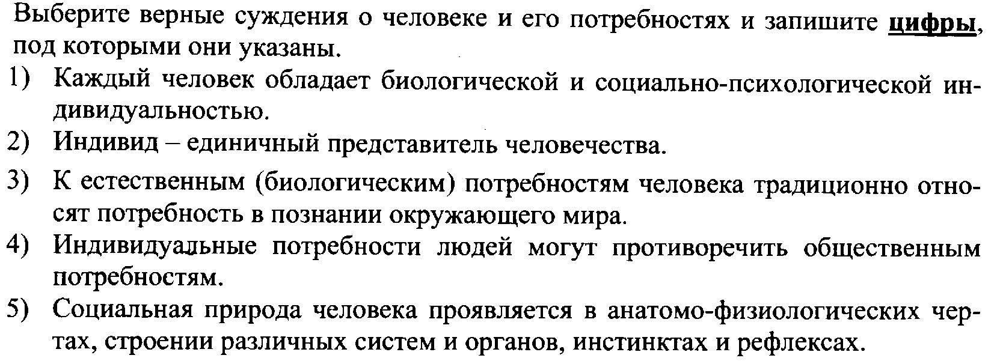 Выберите верные суждения о человеке и его потребностях и запишите цифры,
под которыми они указаны.
1) Каждый человек обладает биологической и социально-психологической ин-
дивидуальностью.
2) Индивид – единичный представитель человечества.
3) К естественным (биологическим) потребностям человека традиционно отно-
сят потребность в познании окружающего мира.
4) Индивидуальные потребности людей могут противоречить общественным
потребностям.
5) Социальная природа человека проявляется в анатомо-физиологических чер-
тах, строении различных систем и органов, инстинктах и рефлексах.